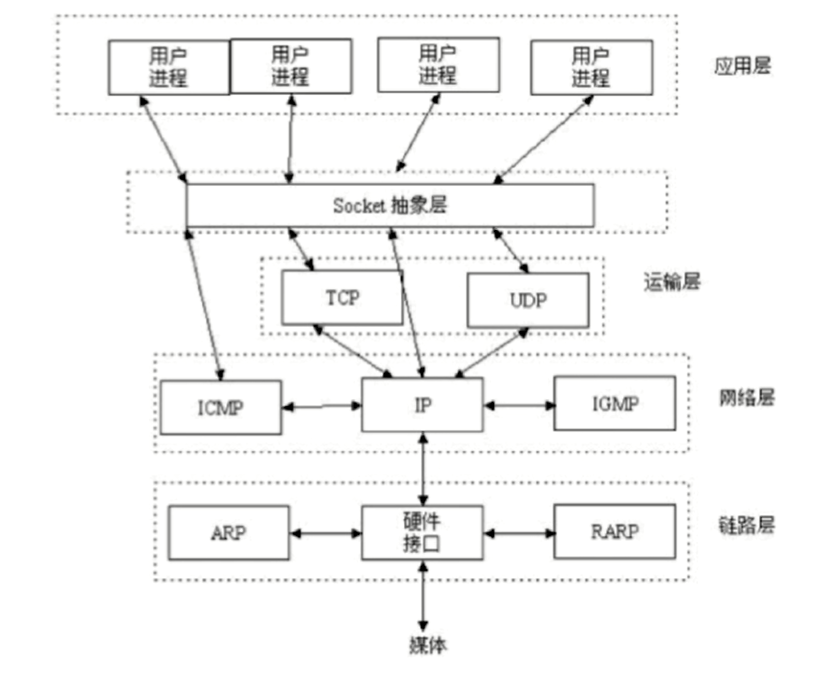 用户
进程
用户
进程
用户
进程
用户
进程
应用层
Socket 抽象层
TCP
UDP
运输层
ICMP
IP
IGMP
网络层
ARP
硬件
接口
RARP
链路层
媒体